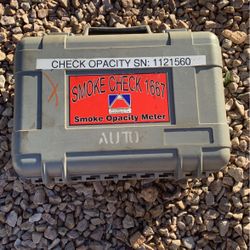 CHECK OPACITY SN: 1121560
SMOKE CHECK 1667
Smoke Opacity Meter
AUTO